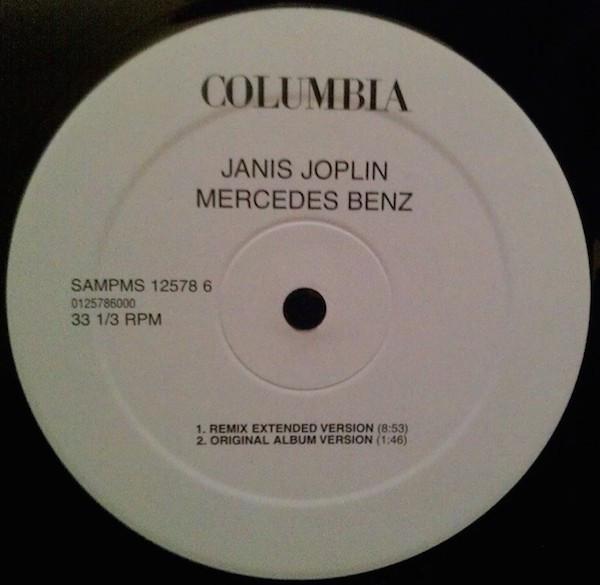 COLUMBIA
JANIS JOPLIN
MERCEDES BENZ
SAMPMS 12578 6
0125786000
33 1/3 RPM
1. REMIX EXTENDED VERSION (8:53)
2. ORIGINAL ALBUM VERSION (1:46)